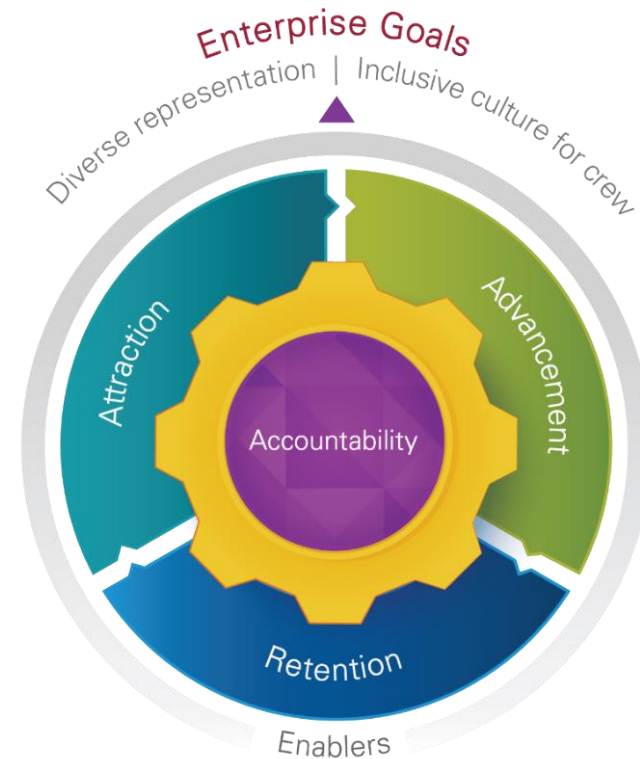 Enterprise Goals
Diverse representation | Inclusive culture for crew
Attraction
Advancement
Accountability
Retention
Enablers